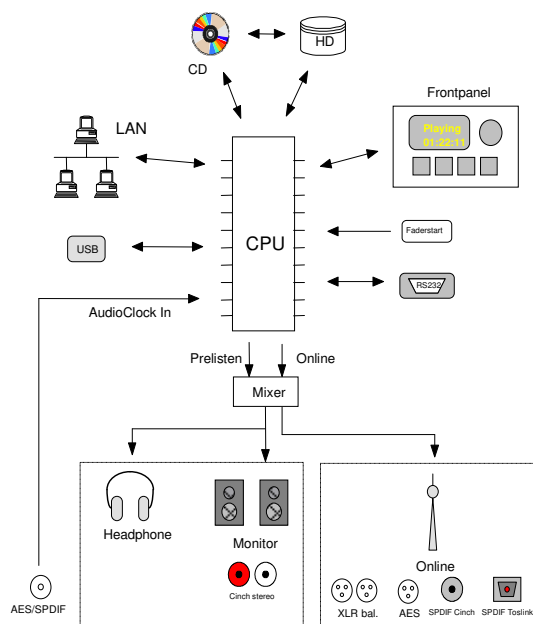 CD
HD
Frontpanel
Playing
01:22:11
LAN
CPU
Faderstart
USB
RS232
AudioClock In
Prelisten
Online
Mixer
Headphone
Monitor
Cinch stereo
Online
AES/SPDIF
XLR bal.
AES
SPDIF Cinch
SPDIF Toslink